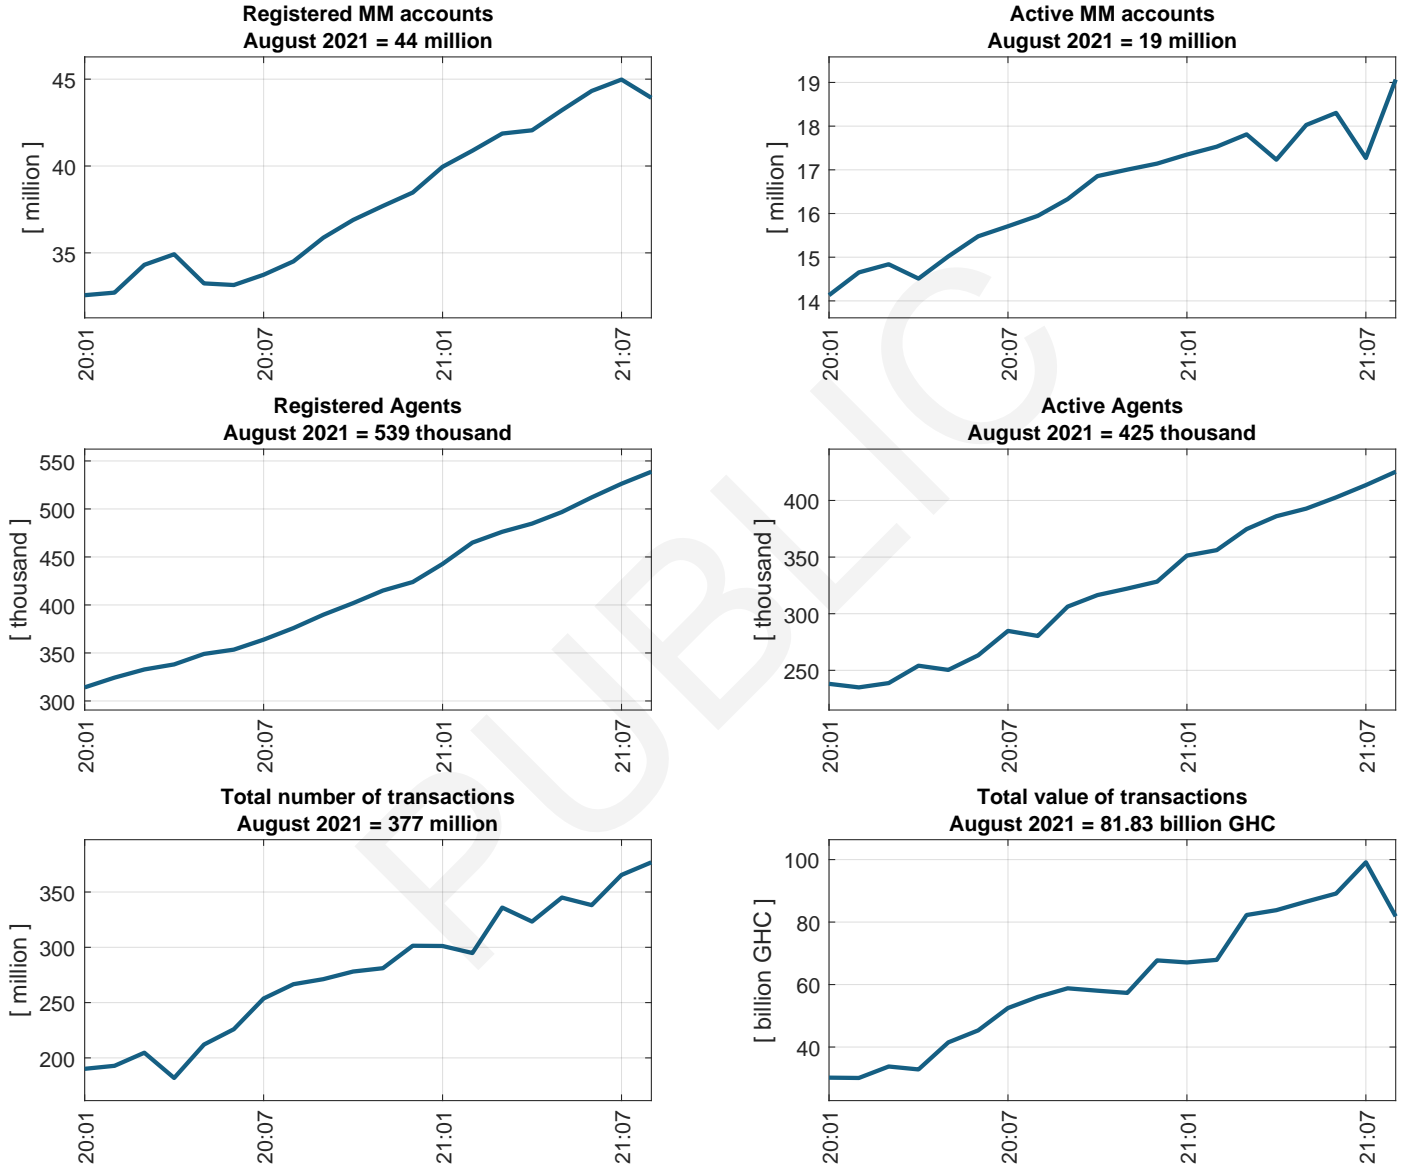 Registered MM accounts
August 2021 = 44 million
[ million ]
45
40
35
20:01
20:07
21:01
21:07
Active MM accounts
August 2021 = 19 million
[ million ]
19
18
17
16
15
14
20:01
20:07
21:01
21:07
Registered Agents
August 2021 = 539 thousand
[ thousand ]
550
500
450
400
350
300
20:01
20:07
21:01
21:07
Active Agents
August 2021 = 425 thousand
[ thousand ]
400
350
300
250
20:01
20:07
21:01
21:07
Total number of transactions
August 2021 = 377 million
[ million ]
350
300
250
200
20:01
20:07
21:01
21:07
Total value of transactions
August 2021 = 81.83 billion GHC
[ billion GHC ]
100
80
60
40
20:01
20:07
21:01
21:07
PUBLIC